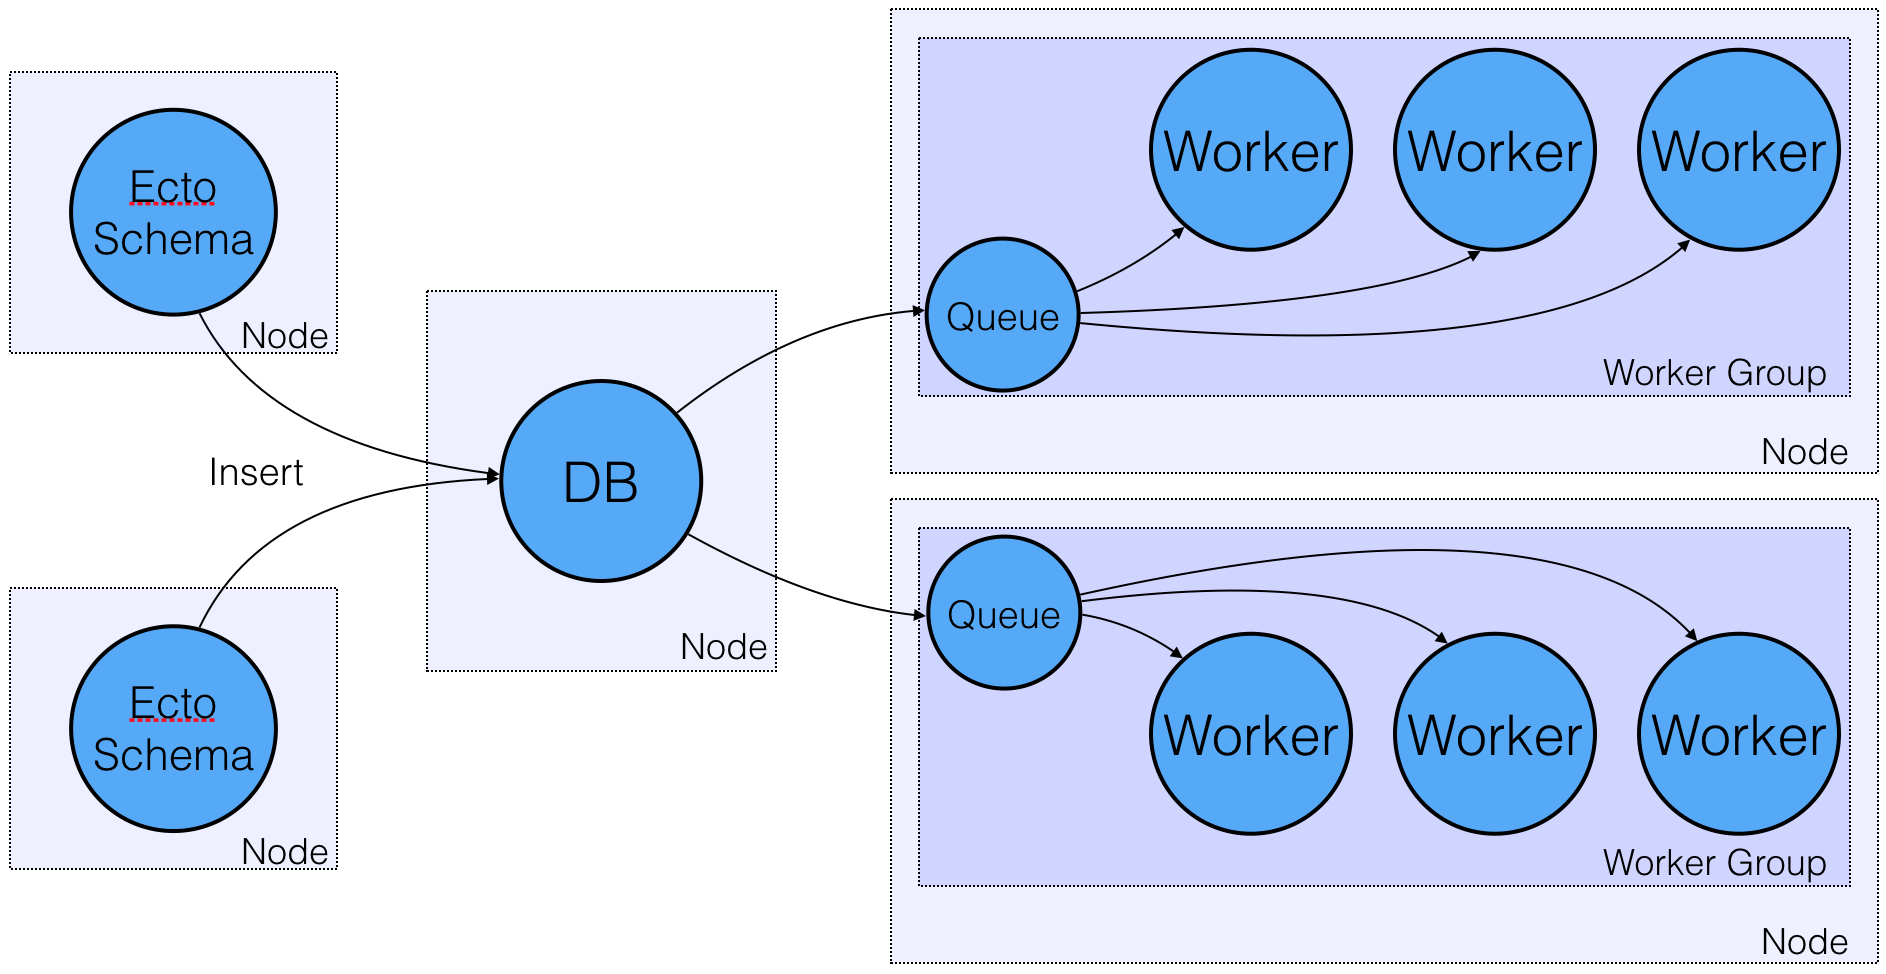 Ecto
Schema
Node
Insert
Ecto
Schema
Node
DB
Node
Worker Worker Worker
Queue
Worker Group
Node
Queue
Worker Worker Worker
Worker Group
Node